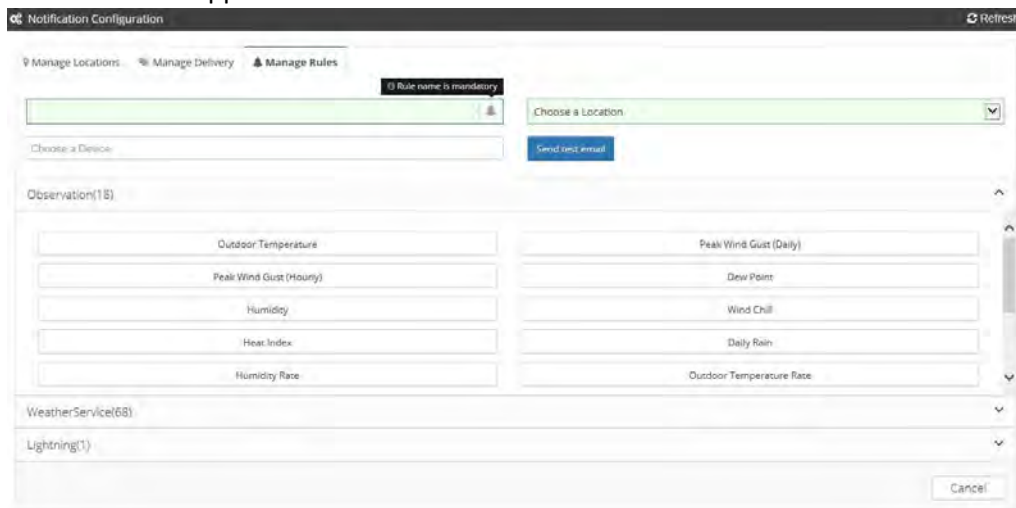 Notification Configuration Refresh
Manage Locations Manage Delivery Manage Rules
Rule name is mandatory
Choose a Location
Choose a Device Send test email
Observation(18)
Outdoor Temperature Peak Wind Gust (Daily)
Peak Wind Gust (Hourly) Dew Point
Humidity Wind Chill
Heat Index Daily Rain
Humidity Rate Outdoor Temperature Rate
WeatherService(68)
Lightning(1)
Cancel